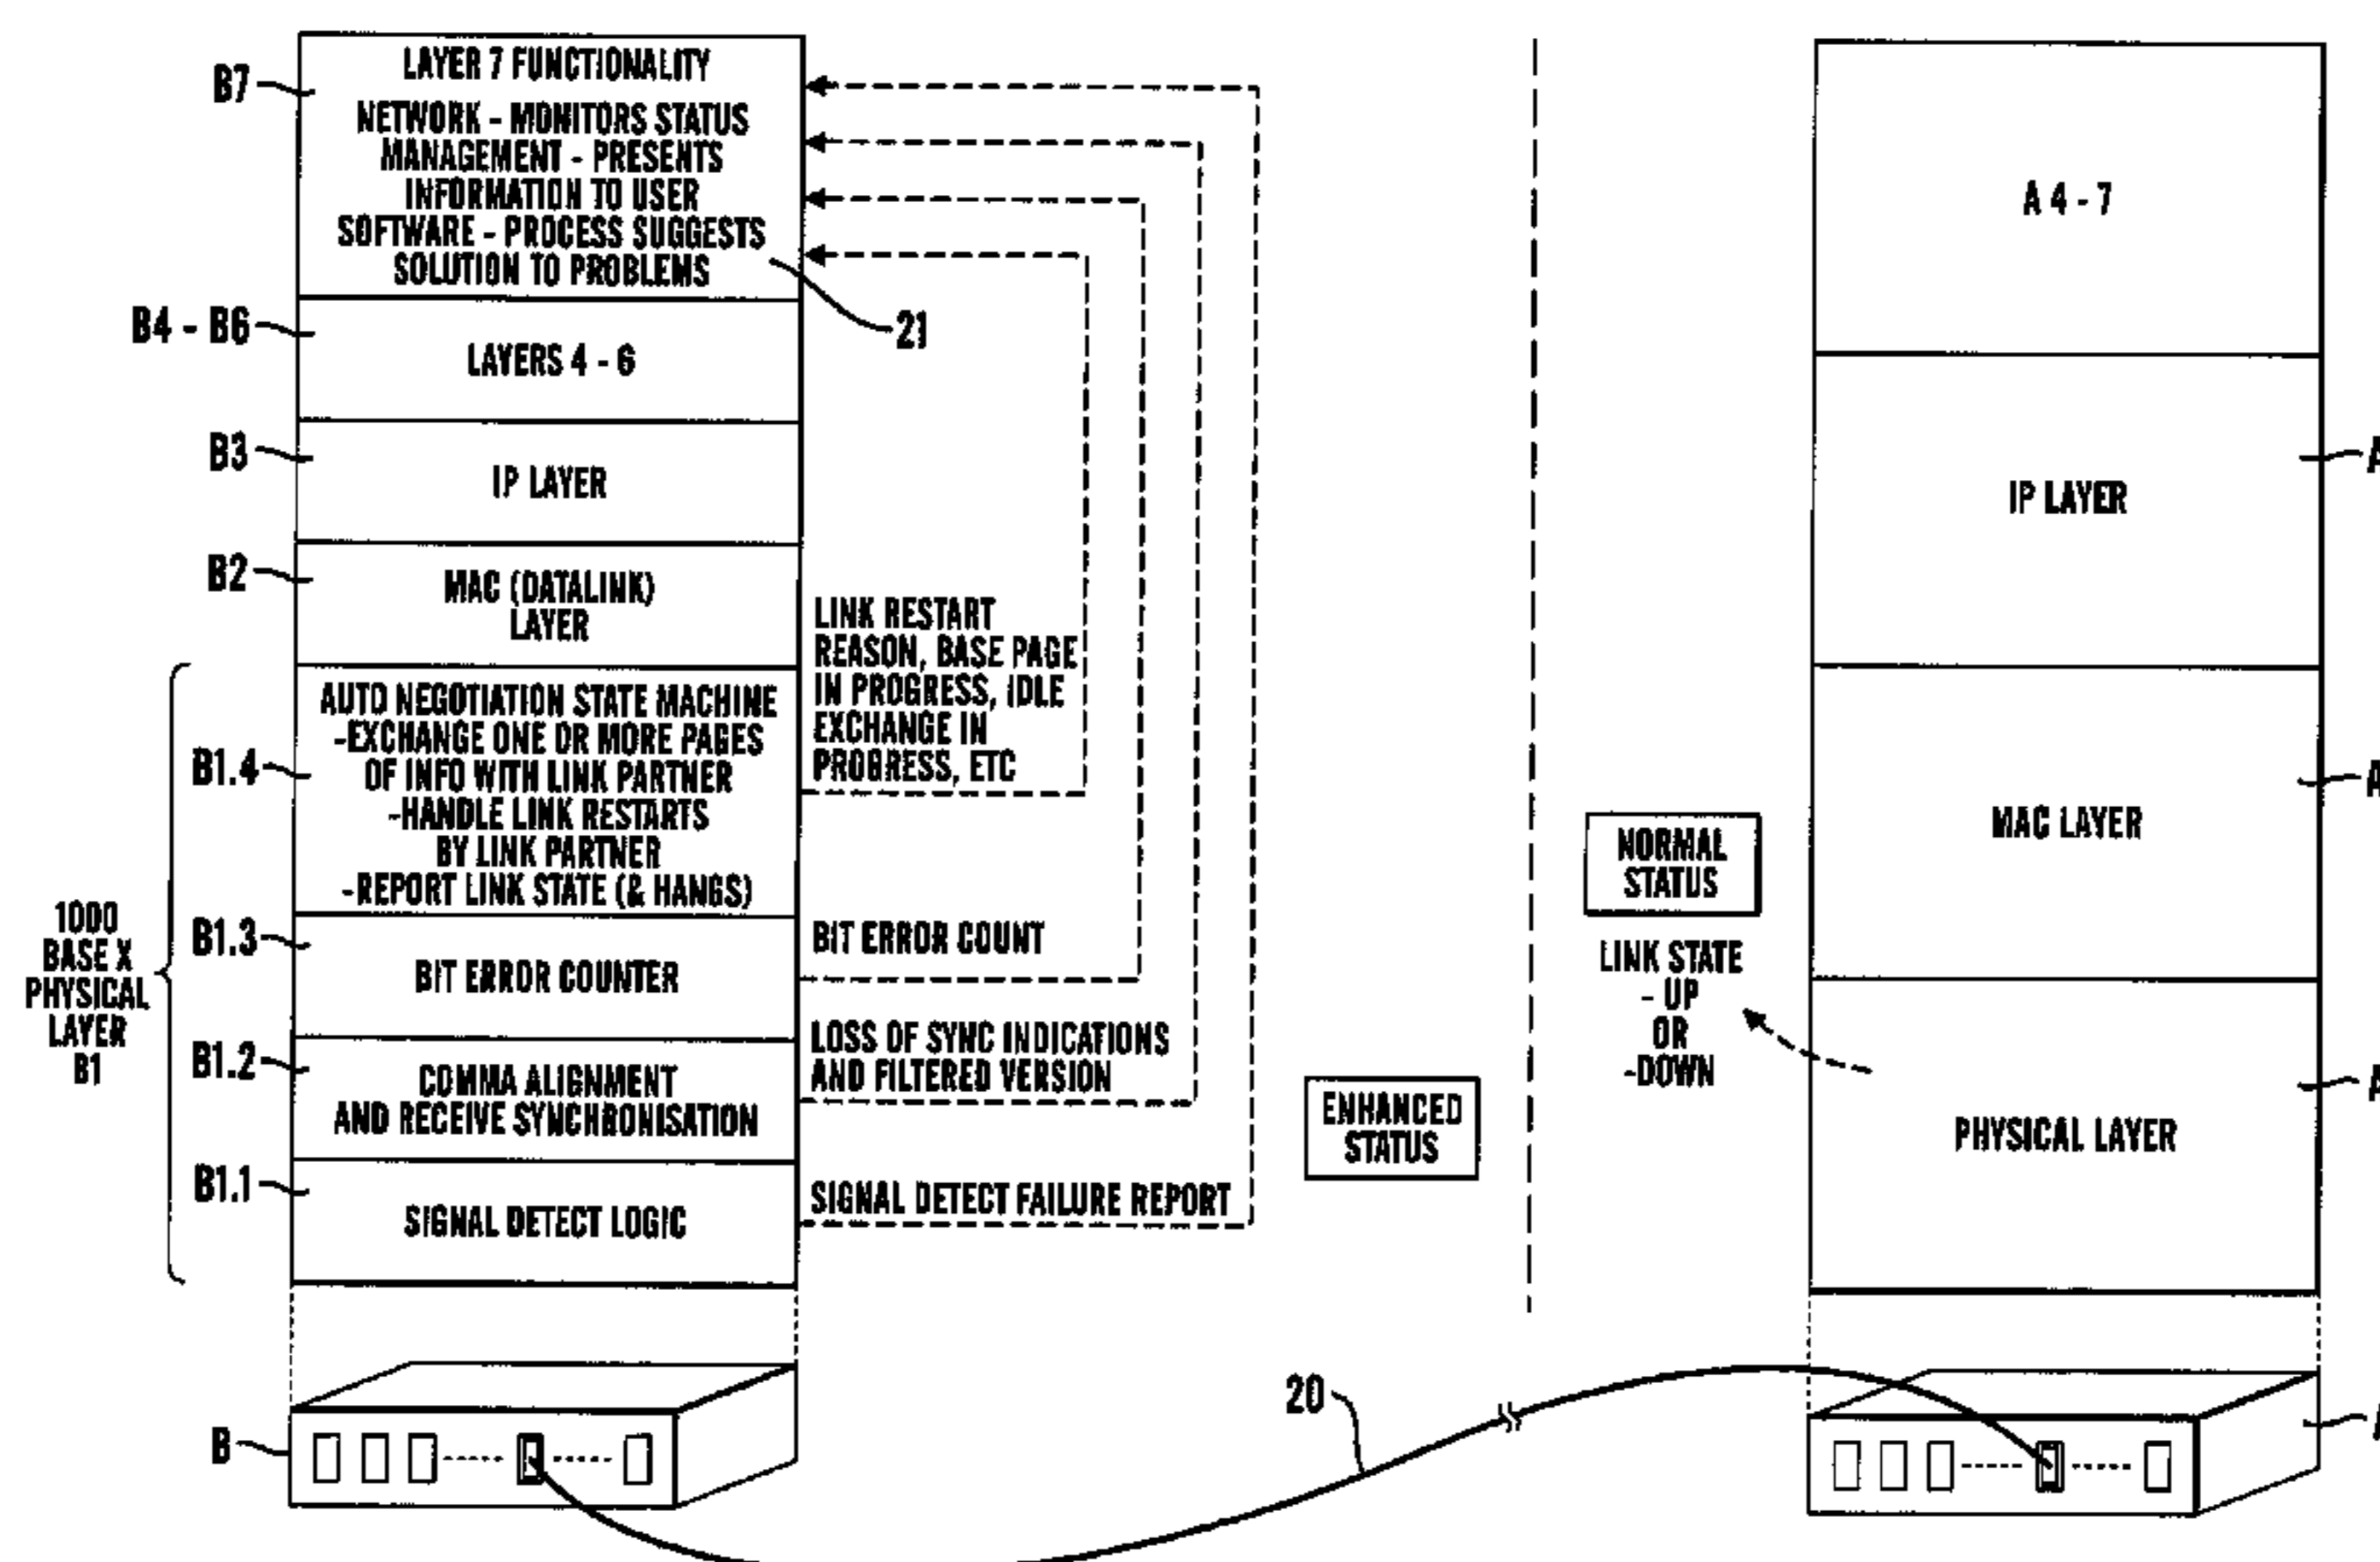 B7
LAYER 7 FUNCTIONALITY
NETWORK - MONITORS STATUS
MANAGEMENT - PRESENTS
INFORMATION TO USER
SOFTWARE - PROCESS SUGGESTS
SOLUTION TO PROBLEMS
21
B4 - B6
LAYERS 4 - 6
B3
IP LAYER
B2
MAC (DATALINK)
LAYER
1000
BASE X
PHYSICAL
LAYER
B1
B1.4
AUTO NEGOTIATION STATE MACHINE
-EXCHANGE ONE OR MORE PAGES
OF INFO WITH LINK PARTNER
-HANDLE LINK RESTARTS
BY LINK PARTNER
-REPORT LINK STATE (& HANGS)
LINK RESTART
REASON, BASE PAGE
IN PROGRESS, IDLE
EXCHANGE IN
PROGRESS, ETC
B1.3
BIT ERROR COUNTER
BIT ERROR COUNT
B1.2
COMMA ALIGNMENT
AND RECEIVE SYNCHRONISATION
LOSS OF SYNC INDICATIONS
AND FILTERED VERSION
B1.1
SIGNAL DETECT LOGIC
SIGNAL DETECT FAILURE REPORT
ENHANCED
STATUS
B
20
A 4 - 7
IP LAYER
A
MAC LAYER
A
NORMAL
STATUS
LINK STATE
- UP
OR
-DOWN
PHYSICAL LAYER
A